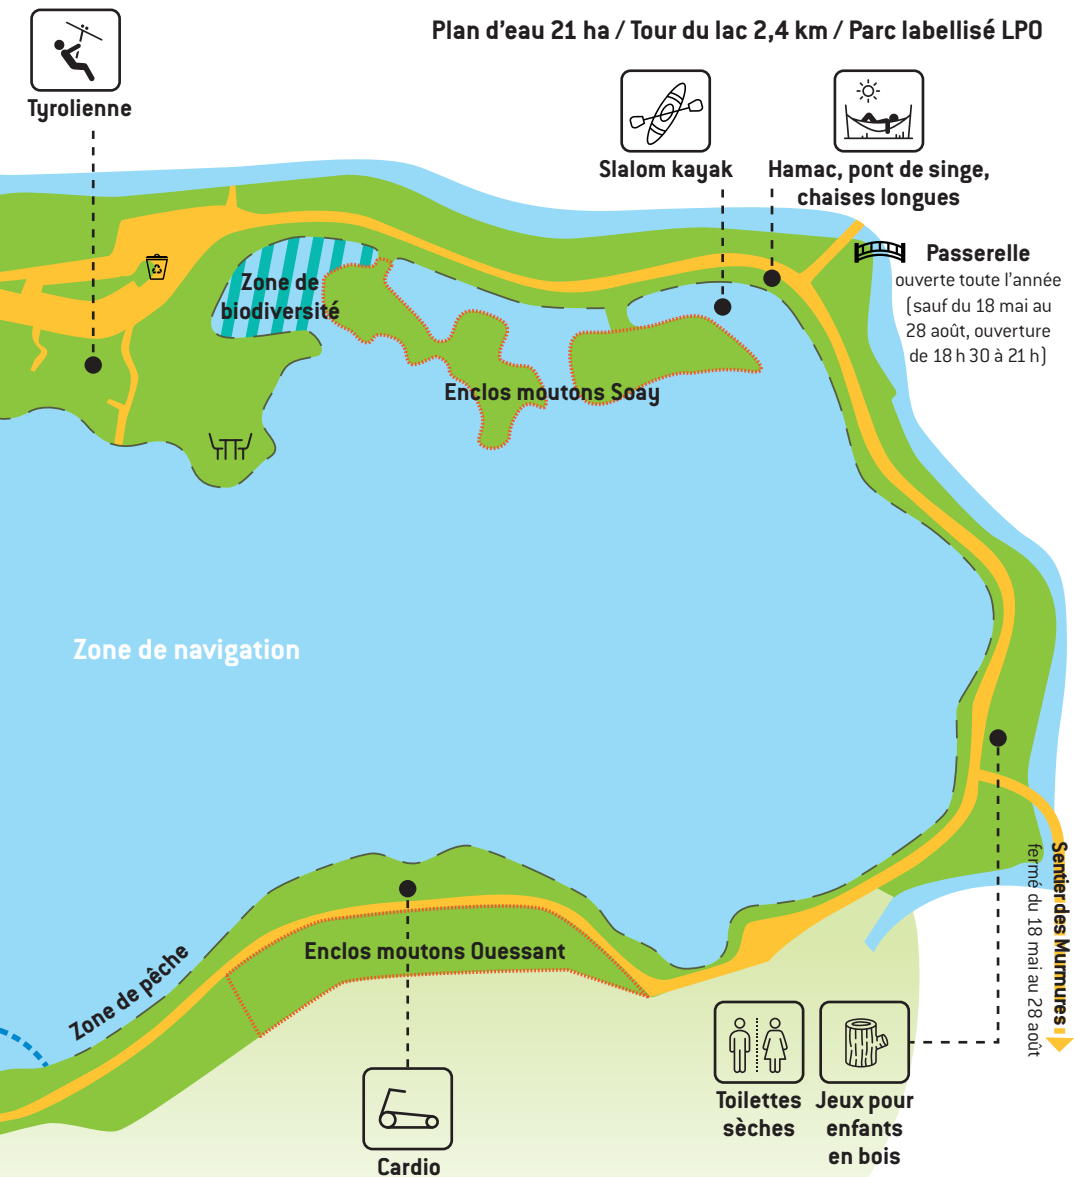 Plan d'eau 21 ha / Tour du lac 2,4 km / Parc labellisé LPO
Tyrolienne
Slalom kayak
Hamac, pont de singe,
chaises longues
Passerelle
ouverte toute l'année
(sauf du 18 mai au
28 août, ouverture
de 18 h 30 à 21 h)
Zone de
biodiversité
Enclos moutons Soay
Zone de navigation
Sentier des Murmures
fermé du 18 mai au 28 août
Enclos moutons Ouessant
Zone de pêche
Toilettes
sèches
Jeux pour
enfants
en bois
Cardio